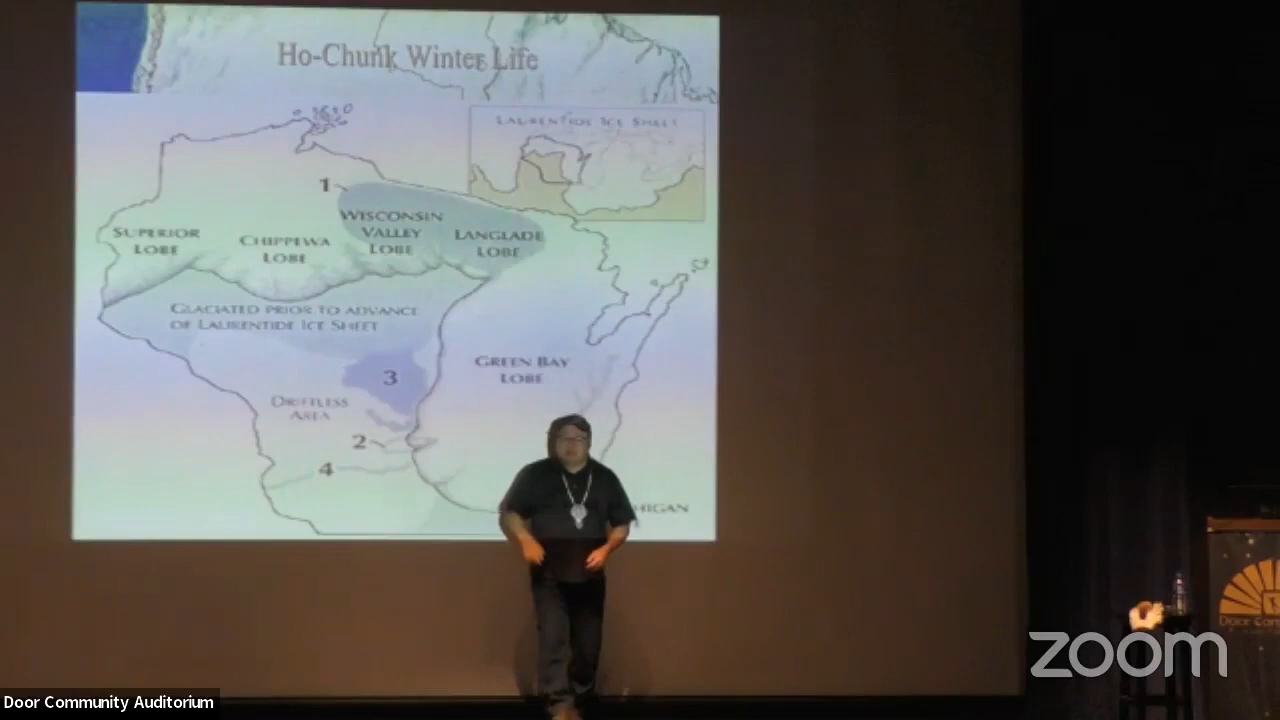 Ho-Chunk Winter Life
LAURENTIDE ICE SHEET
1
WISCONSIN
VALLEY
LOBE
LANGLADE
LOBE
SUPERIOR
LOBE
CHIPPEWA
LOBE
GLACIATED PRIOR TO ADVANCE
OF LAURENTIDE ICE SHEET
GREEN BAY
LOBE
3
DRIFTLESS
AREA
2
4
HIGAN
Door Com
zoom
Door Community Auditorium